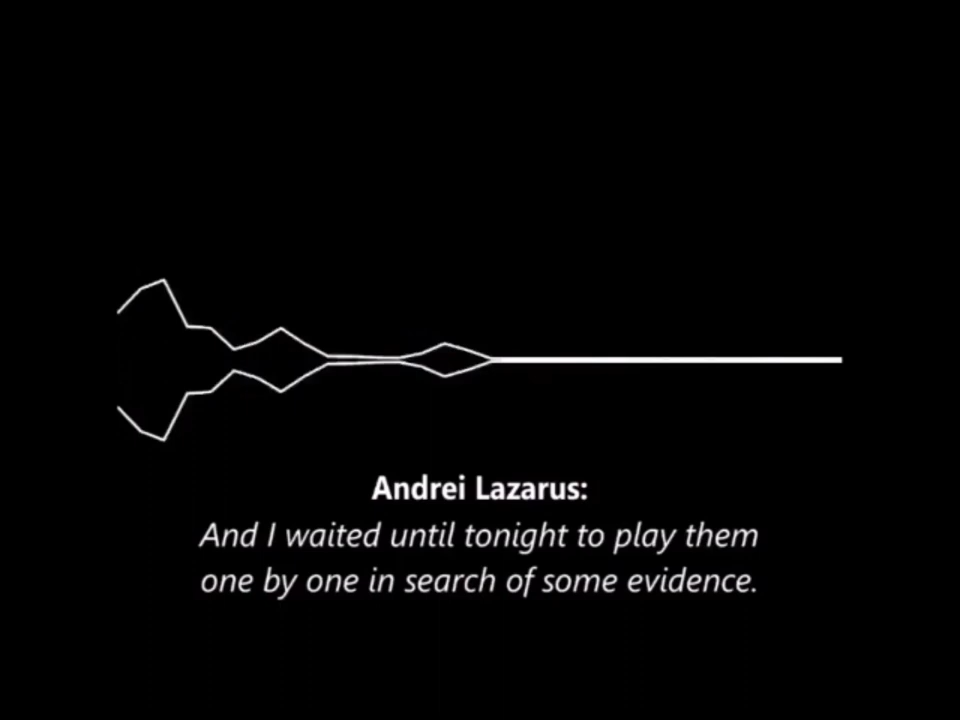 Andrei Lazarus:
And I waited until tonight to play them
one by one in search of some evidence.